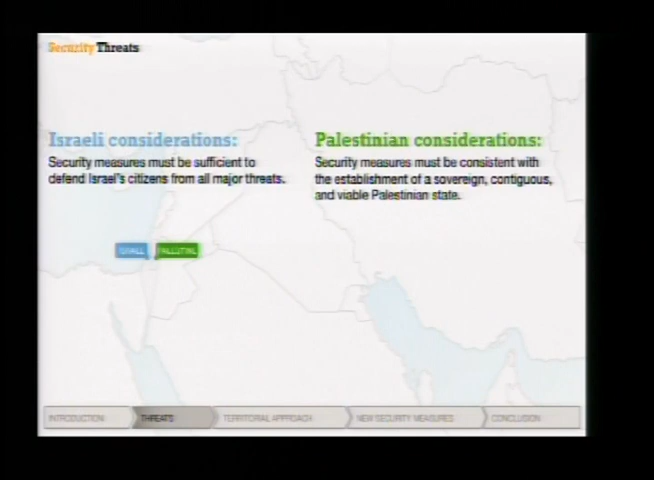 Security Threats
Israeli considerations:
Security measures must be sufficient to
defend Israel's citizens from all major threats.
Palestinian considerations:
Security measures must be consistent with
the establishment of a sovereign, contiguous,
and viable Palestinian state.
ISRAEL
PALESTINE
INTRODUCTION
THREATS
TERRITORIAL APPROACH
NEW SECURITY MEASURES
CONCLUSION